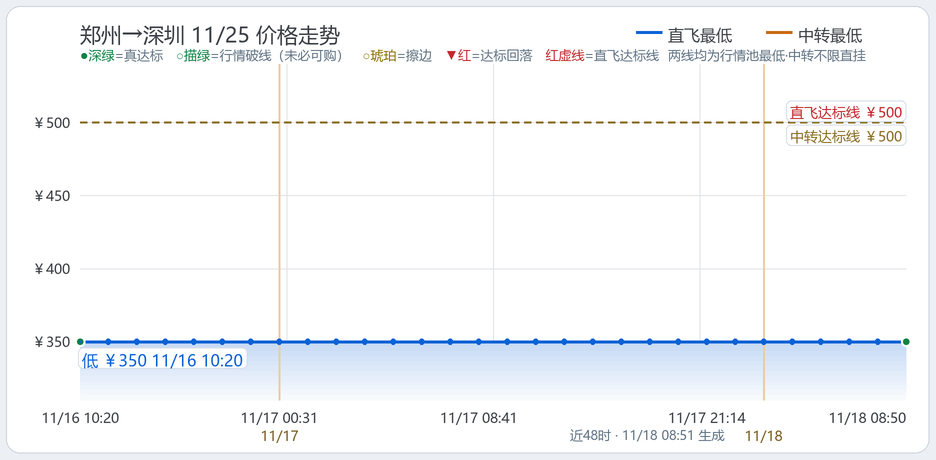 郑州→深圳 11/25 价格走势
直飞最低 中转最低
●深绿=真达标 ○描绿=行情破线（未必可购） ○琥珀=擦边 ▼红=达标回落 红虚线=直飞达标线 两线均为行情池最低·中转不限直挂
直飞达标线 ￥500
￥500
中转达标线 ￥500
￥450
￥400
￥350
低 ￥350 11/16 10:20
11/16 10:20 11/17 00:31 11/17 08:41 11/17 21:14 11/18 08:50
11/17 近48时 · 11/18 08:51 生成 11/18